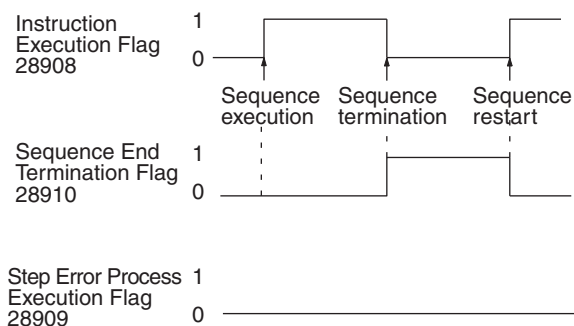 Instruction
Execution Flag
28908
1
0
Sequence
execution
Sequence
termination
Sequence
restart
Sequence End
Termination Flag
28910
1
0
Step Error Process
Execution Flag
28909
1
0